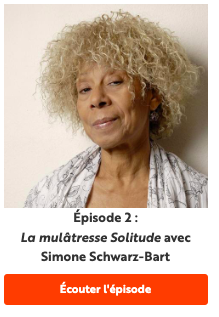 Épisode 2 :
La mulâtresse Solitude avec
Simone Schwarz-Bart
Écouter l'épisode